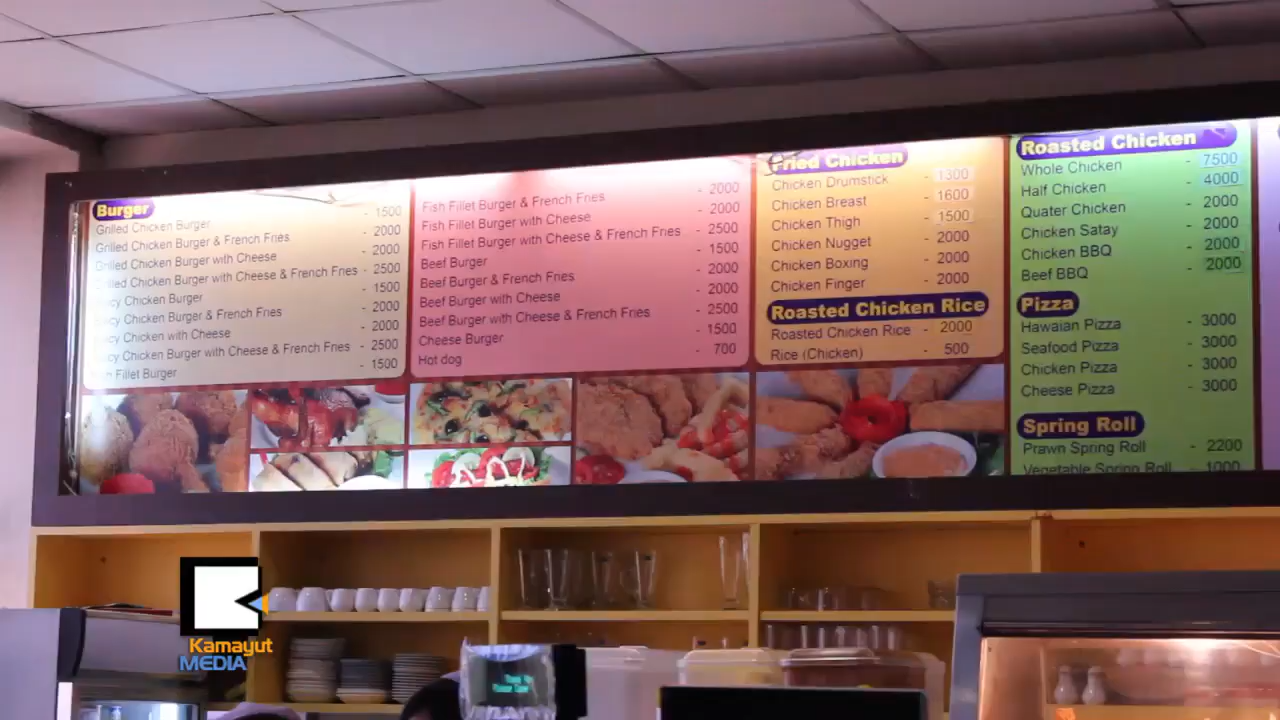 Burger
Grilled Chicken Burger - 1500
Grilled Chicken Burger & French Fries - 2000
Grilled Chicken Burger with Cheese - 2000
Grilled Chicken Burger with Cheese & French Fries - 2500
Chicken Burger - 1500
Chicken Burger & French Fries - 2000
Chicken with Cheese - 2000
Chicken Burger with Cheese & French Fries - 2500
Fillet Burger - 1500
Fish Fillet Burger & French Fries - 2000
Fish Fillet Burger with Cheese - 2000
Fish Fillet Burger with Cheese & French Fries - 2500
Beef Burger - 1500
Beef Burger & French Fries - 2000
Beef Burger with Cheese - 2000
Beef Burger with Cheese & French Fries - 2500
Cheese Burger - 1500
Hot dog - 700
Fried Chicken
Chicken Drumstick - 1300
Chicken Breast - 1600
Chicken Thigh - 1500
Chicken Nugget - 2000
Chicken Boxing - 2000
Chicken Finger - 2000
Roasted Chicken Rice
Roasted Chicken Rice - 2000
Rice (Chicken) - 500
Roasted Chicken
Whole Chicken - 7500
Half Chicken - 4000
Quater Chicken - 2000
Chicken Satay - 2000
Chicken BBQ - 2000
Beef BBQ - 2000
Pizza
Hawaian Pizza - 3000
Seafood Pizza - 3000
Chicken Pizza - 3000
Cheese Pizza - 3000
Spring Roll
Prawn Spring Roll - 2200
Vegetable Spring Roll - 1000
Kamayut
MEDIA